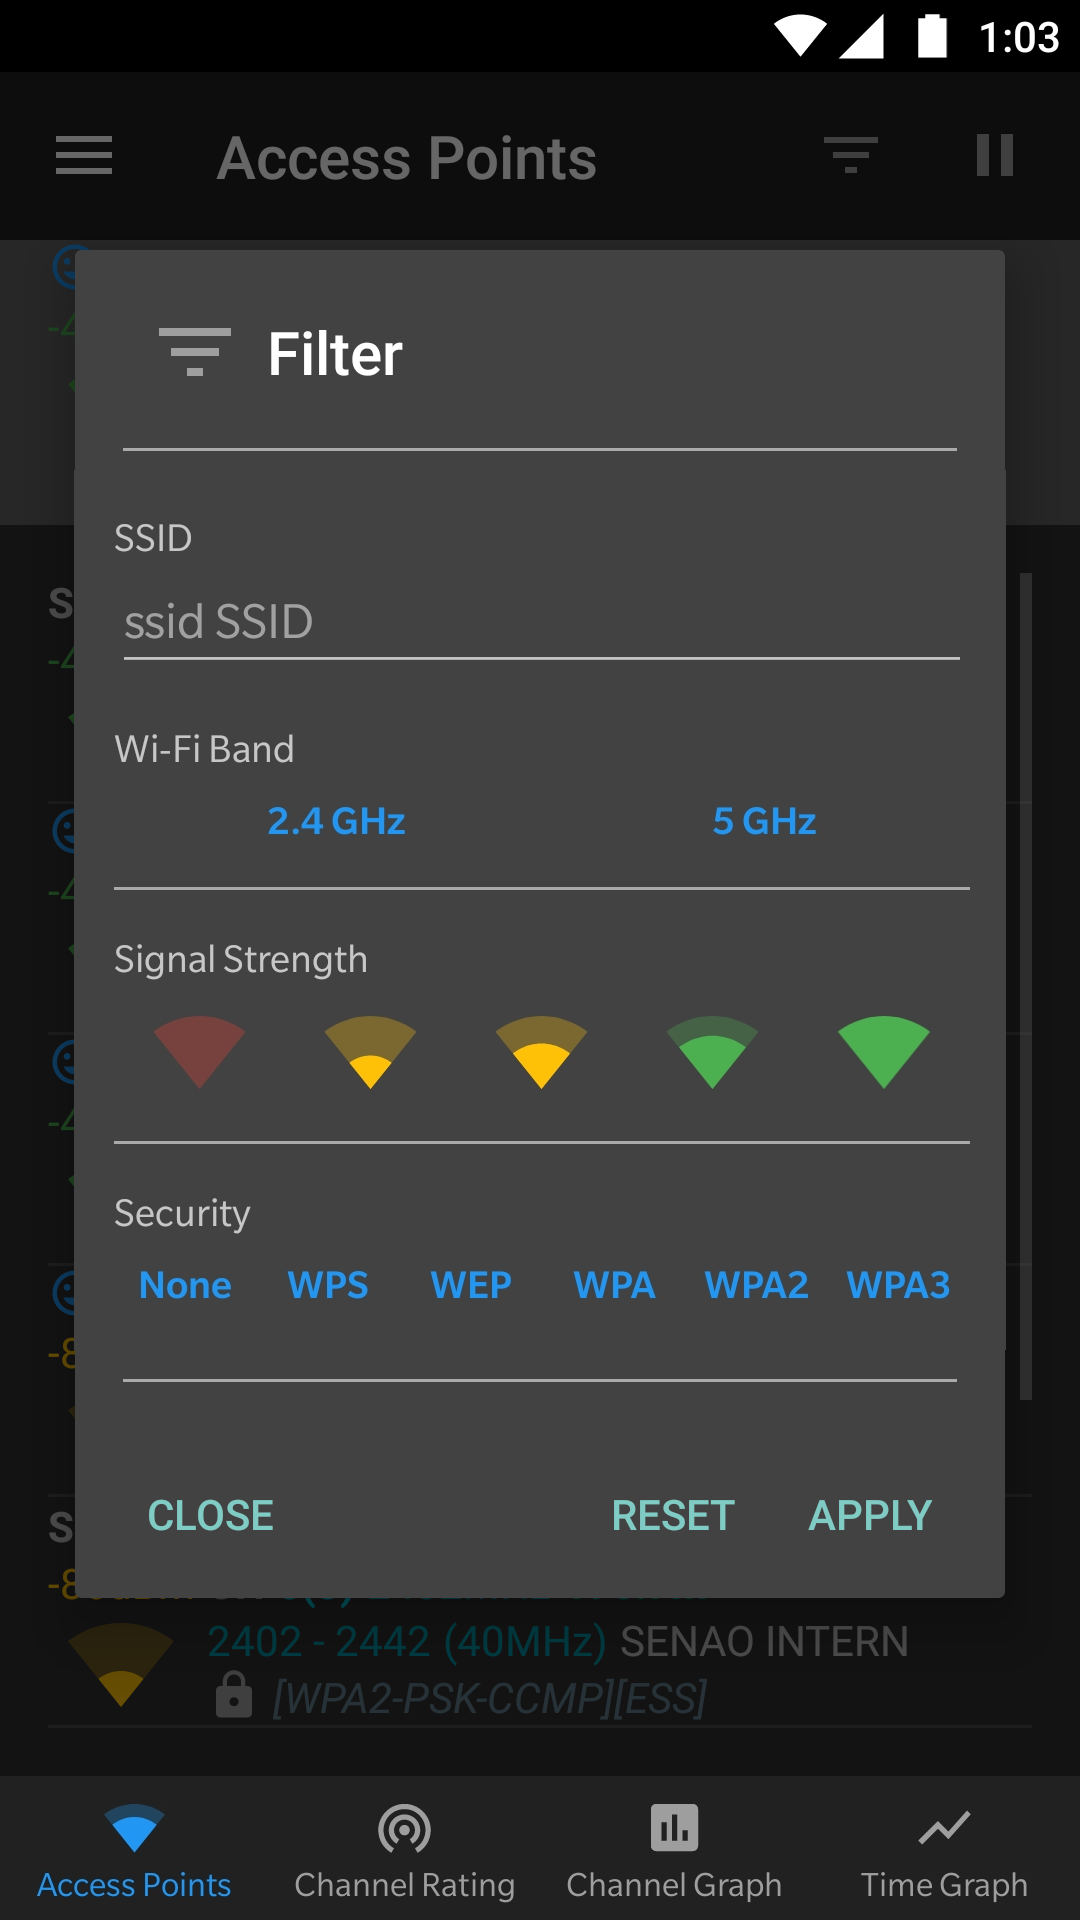 1:03
Access Points
Filter
SSID
ssid SSID
Wi-Fi Band
2.4 GHz 5 GHz
Signal Strength
Security
None WPS WEP WPA WPA2 WPA3
CLOSE RESET APPLY
2402 - 2442 (40MHz) SENAO INTERN
[WPA2-PSK-CCMP][ESS]
Access Points Channel Rating Channel Graph Time Graph